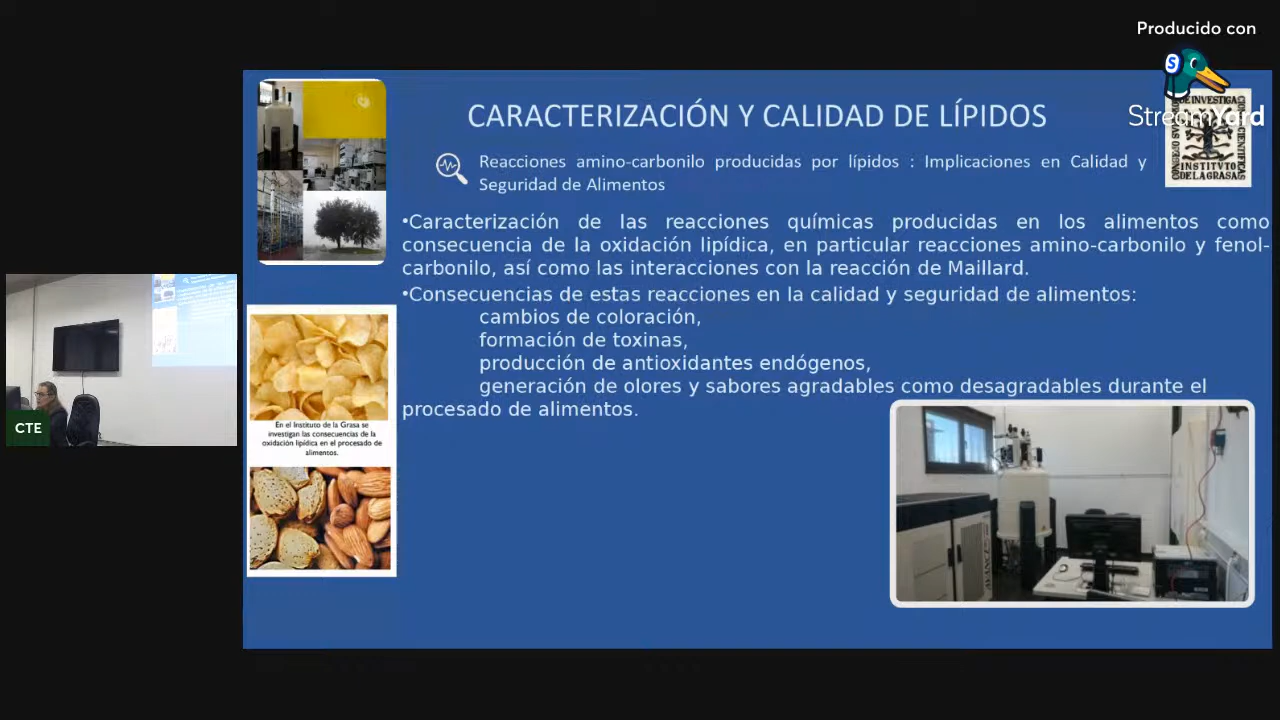 Producido con
StreamYard
CARACTERIZACIÓN Y CALIDAD DE LÍPIDOS
Reacciones amino-carbonilo producidas por lípidos : Implicaciones en Calidad y
Seguridad de Alimentos
•Caracterización de las reacciones químicas producidas en los alimentos como
consecuencia de la oxidación lipídica, en particular reacciones amino-carbonilo y fenol-
carbonilo, así como las interacciones con la reacción de Maillard.
•Consecuencias de estas reacciones en la calidad y seguridad de alimentos:
cambios de coloración,
formación de toxinas,
producción de antioxidantes endógenos,
generación de olores y sabores agradables como desagradables durante el
procesado de alimentos.
En el Instituto de la Grasa se
investigan las consecuencias de la
oxidación lipídica en el procesado de
alimentos.
INSTITVTO
DE LA GRASA
CTE